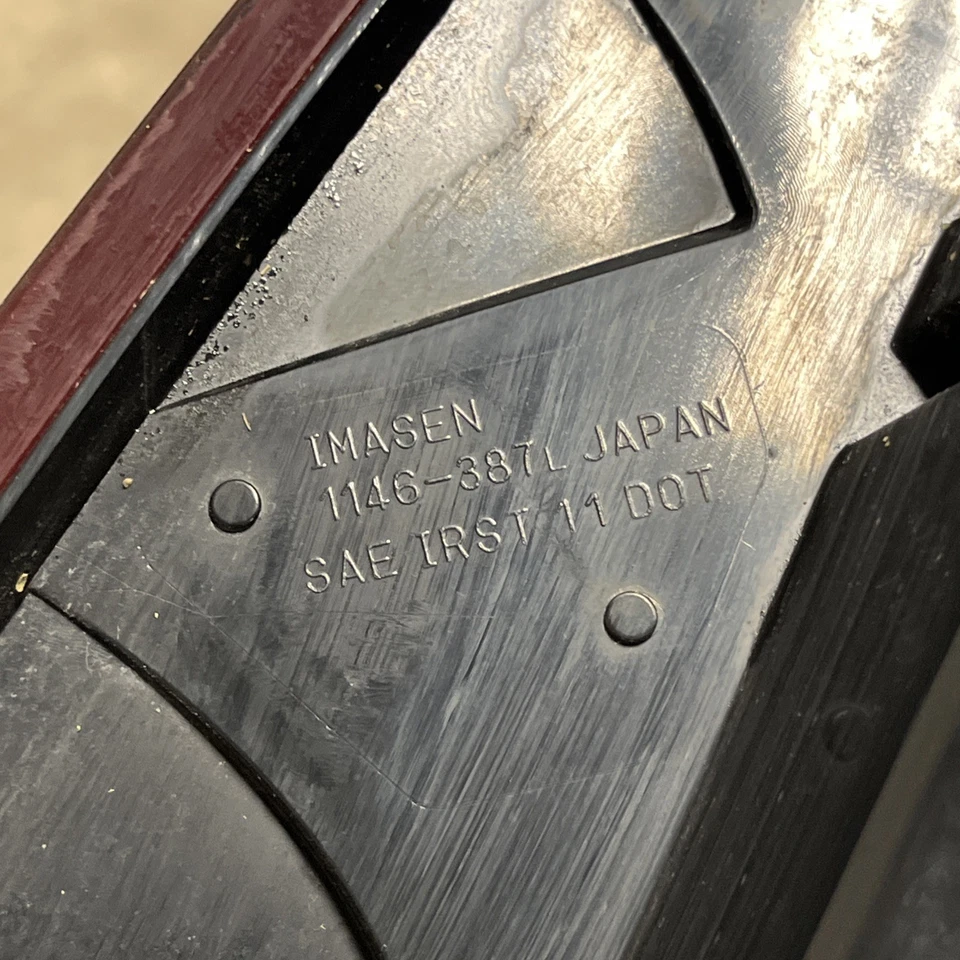 IMASEN
1146-387L JAPAN
SAE IRST 11 DOT